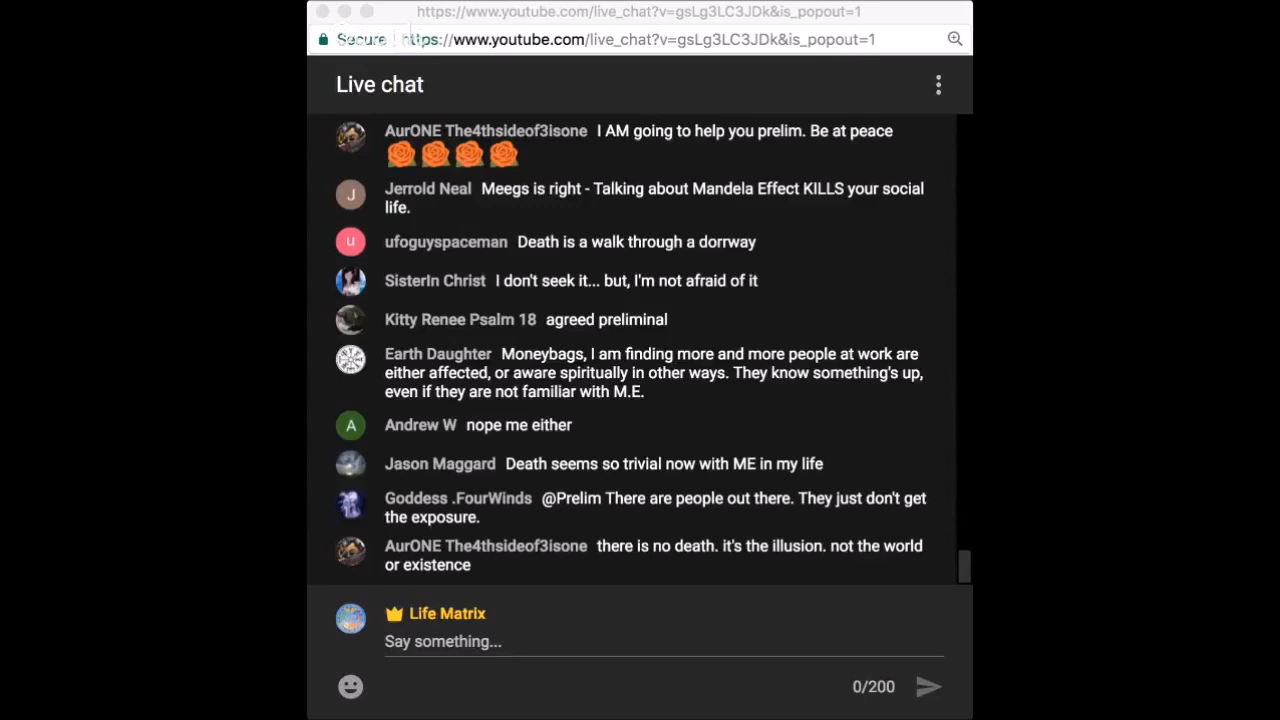 https://www.youtube.com/live_chat?v=gsLg3LC3JDk&is_popout=1
Secure https://www.youtube.com/live_chat?v=gsLg3LC3JDk&is_popout=1
Live chat
AurONE The4thsideof3isone I AM going to help you prelim. Be at peace
Jerrold Neal Meegs is right - Talking about Mandela Effect KILLS your social
life.
ufoguyspaceman Death is a walk through a dorrway
SisterIn Christ I don't seek it... but, I'm not afraid of it
Kitty Renee Psalm 18 agreed preliminal
Earth Daughter Moneybags, I am finding more and more people at work are
either affected, or aware spiritually in other ways. They know something's up,
even if they are not familiar with M.E.
Andrew W nope me either
Jason Maggard Death seems so trivial now with ME in my life
Goddess .FourWinds @Prelim There are people out there. They just don't get
the exposure.
AurONE The4thsideof3isone there is no death. it's the illusion. not the world
or existence
Life Matrix
Say something...
0/200